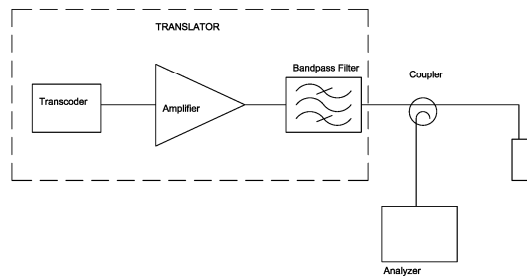 TRANSLATOR
Bandpass Filter
Coupler
Transcoder
Amplifier
Analyzer